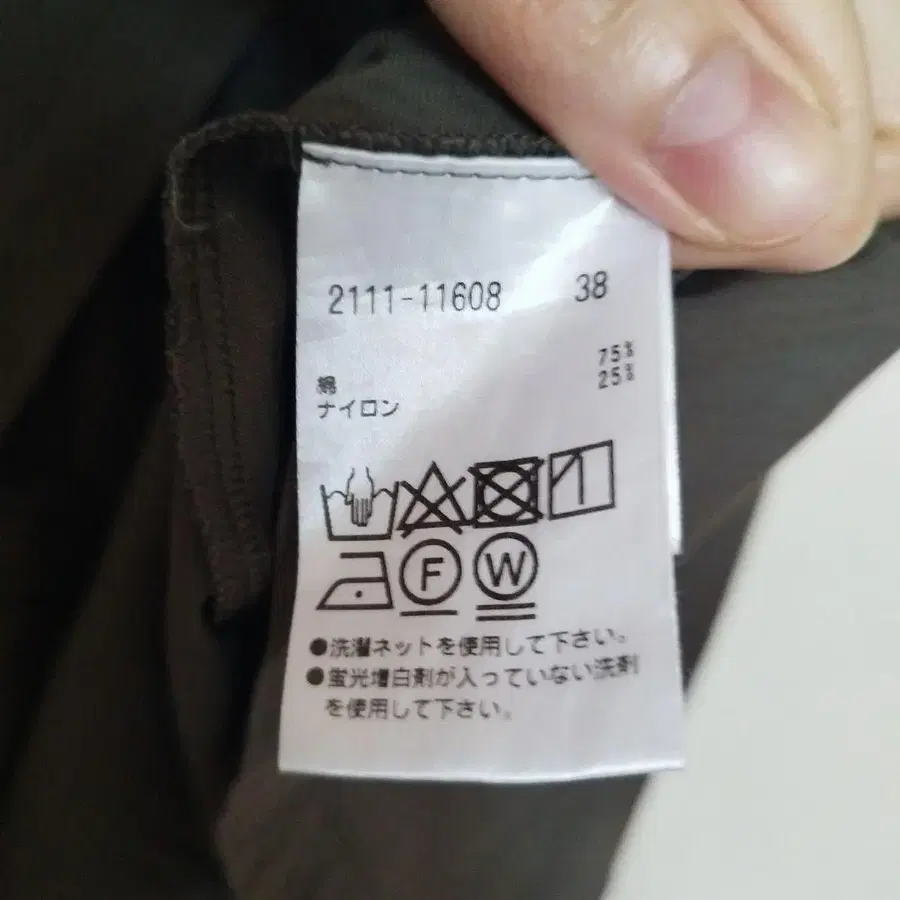 2111-11608 38
綿 75%
ナイロン 25%
F W
●洗濯ネットを使用して下さい。
●蛍光増白剤が入っていない洗剤
を使用して下さい。